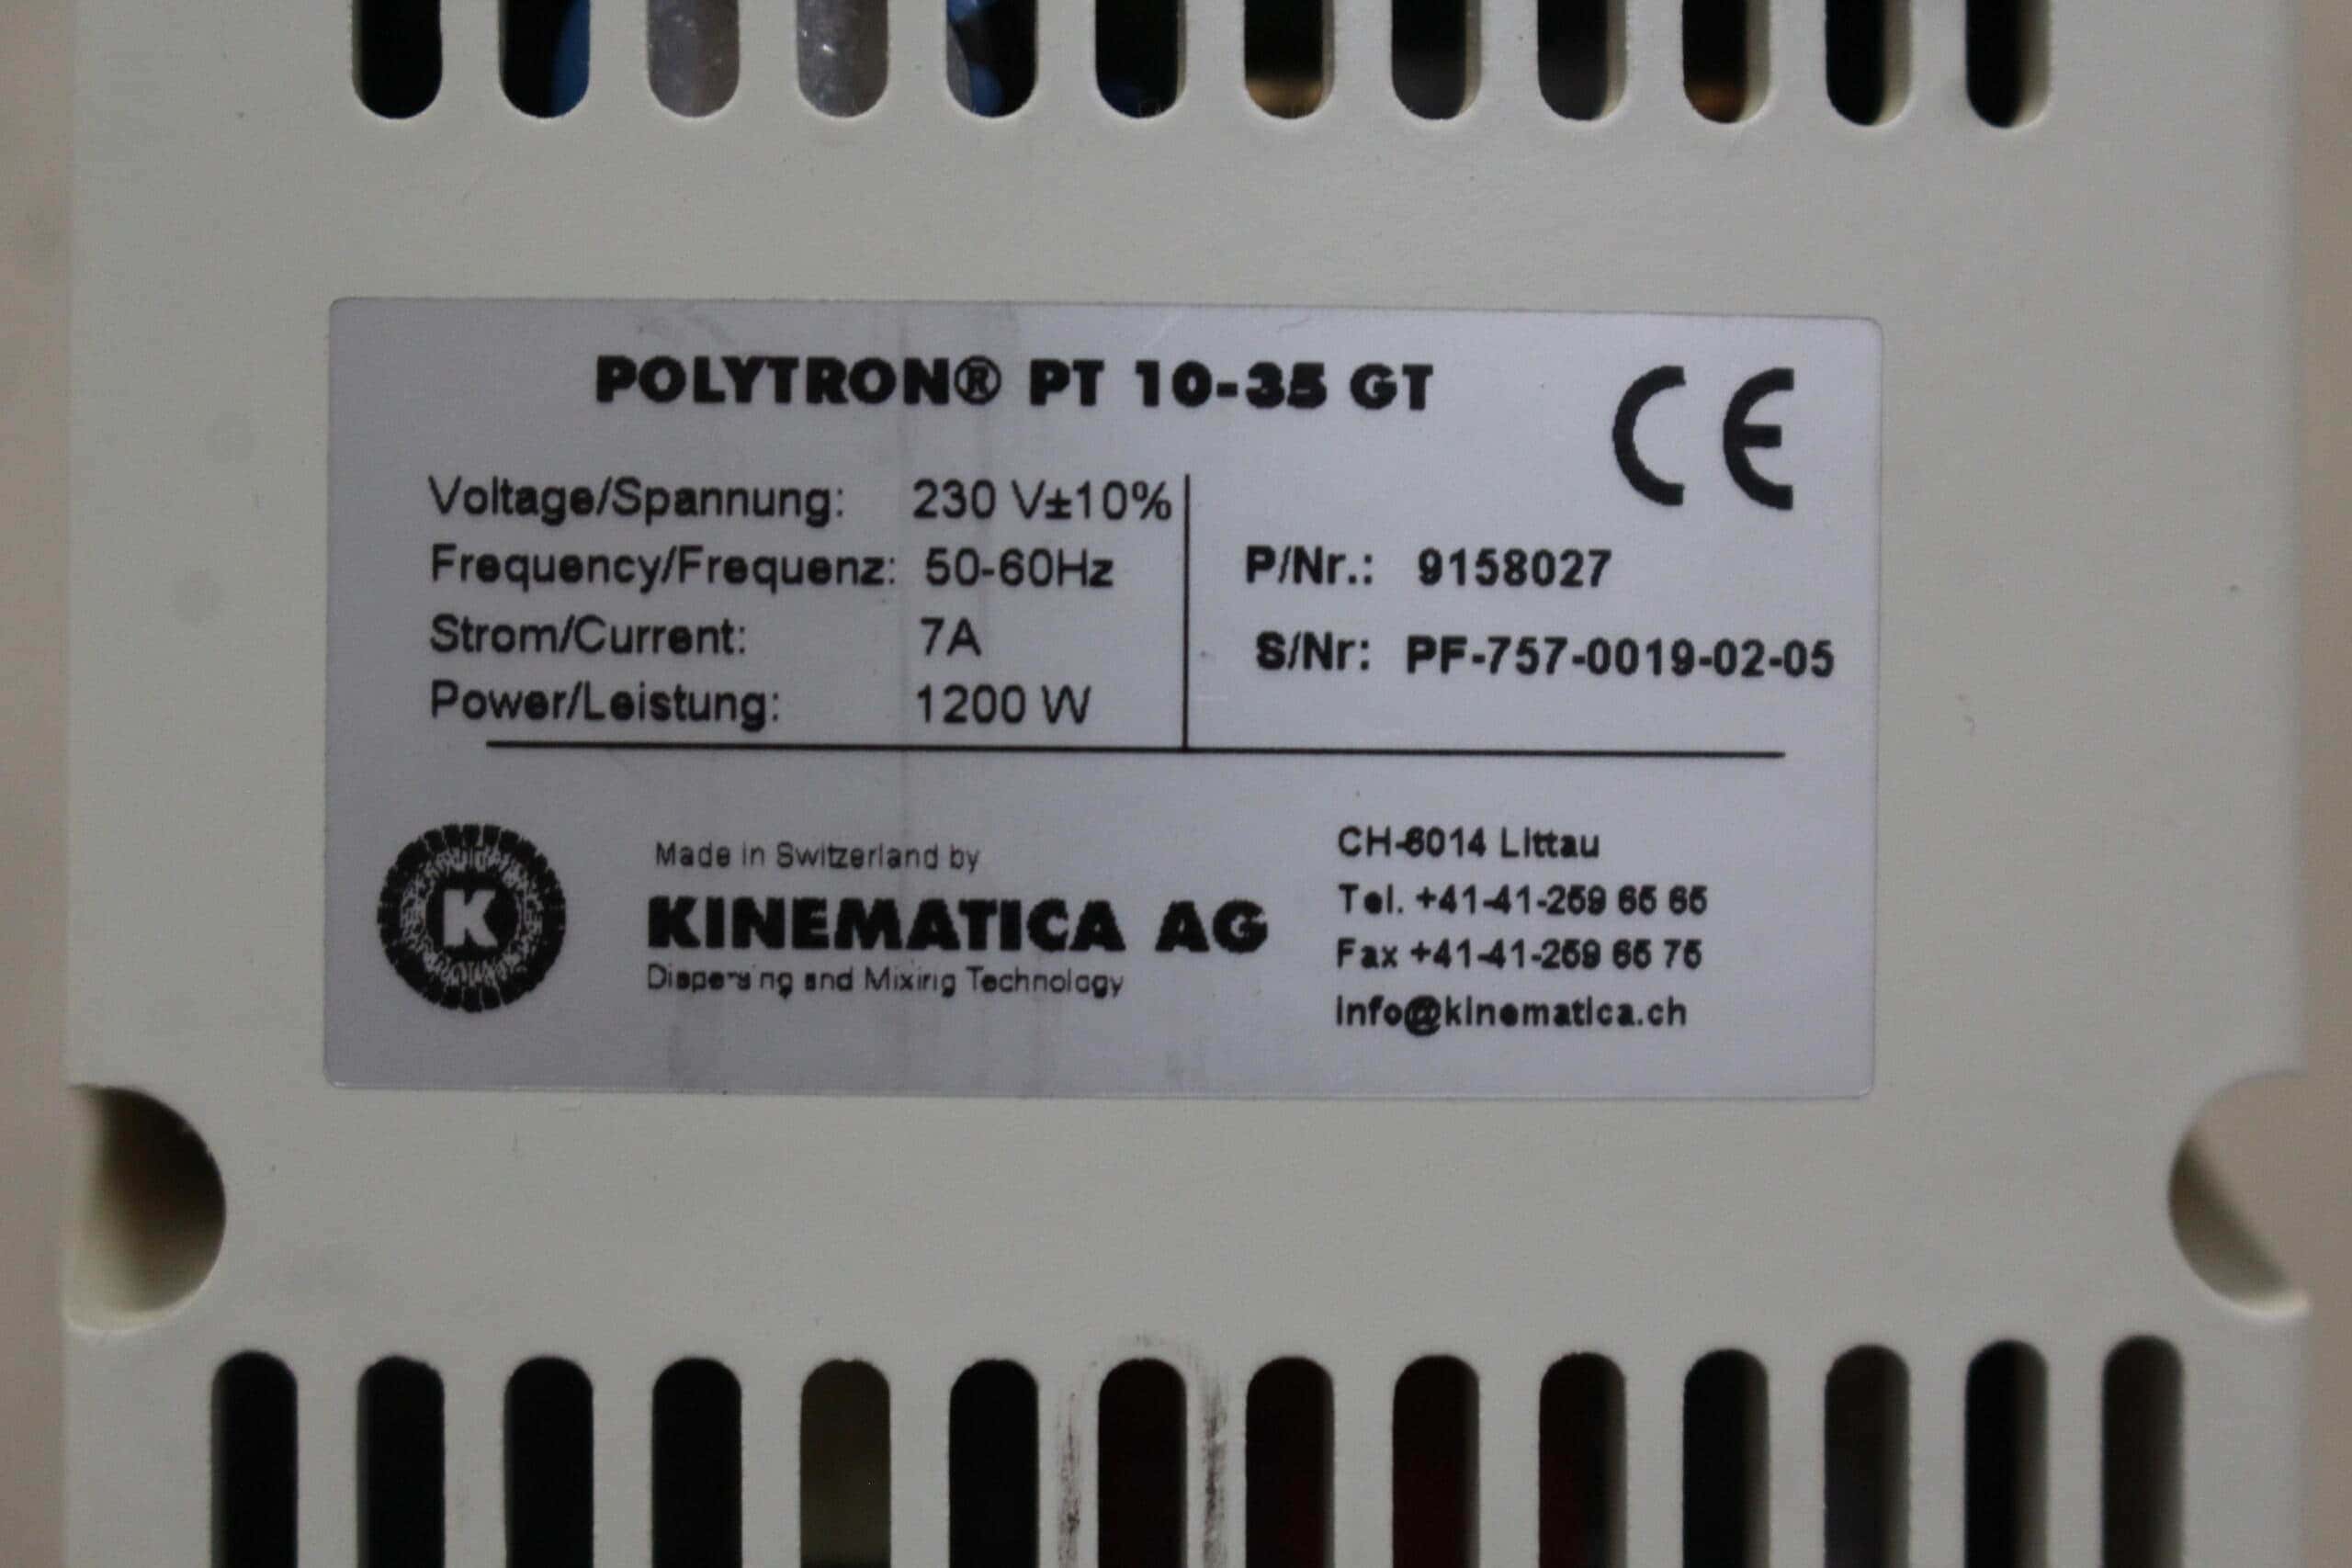 POLYTRON® PT 10-35 GT
CE
Voltage/Spannung: 230 V±10%
Frequency/Frequenz: 50-60Hz
Strom/Current: 7A
Power/Leistung: 1200 W
P/Nr.: 9158027
S/Nr: PF-757-0019-02-05
K
Made in Switzerland by
KINEMATICA AG
Dispersing and Mixing Technology
CH-6014 Littau
Tel. +41-41-259 65 65
Fax +41-41-259 65 75
info@kinematica.ch